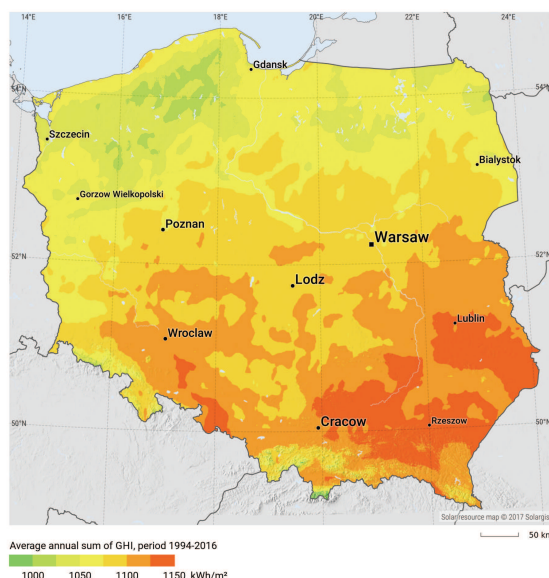 14°E 16°E 18°E 20°E 22°E 24°E
Gdansk
54°N 54°N
Szczecin
Bialystok
Gorzow Wielkopolski
Poznan
Warsaw
52°N 52°N
Lodz
Lublin
Wroclaw
50°N Cracow Rzeszow 50°N
Solar resource map © 2017 Solargis
50 km
Average annual sum of GHI, period 1994-2016
1000 1050 1100 1150 kWh/m²